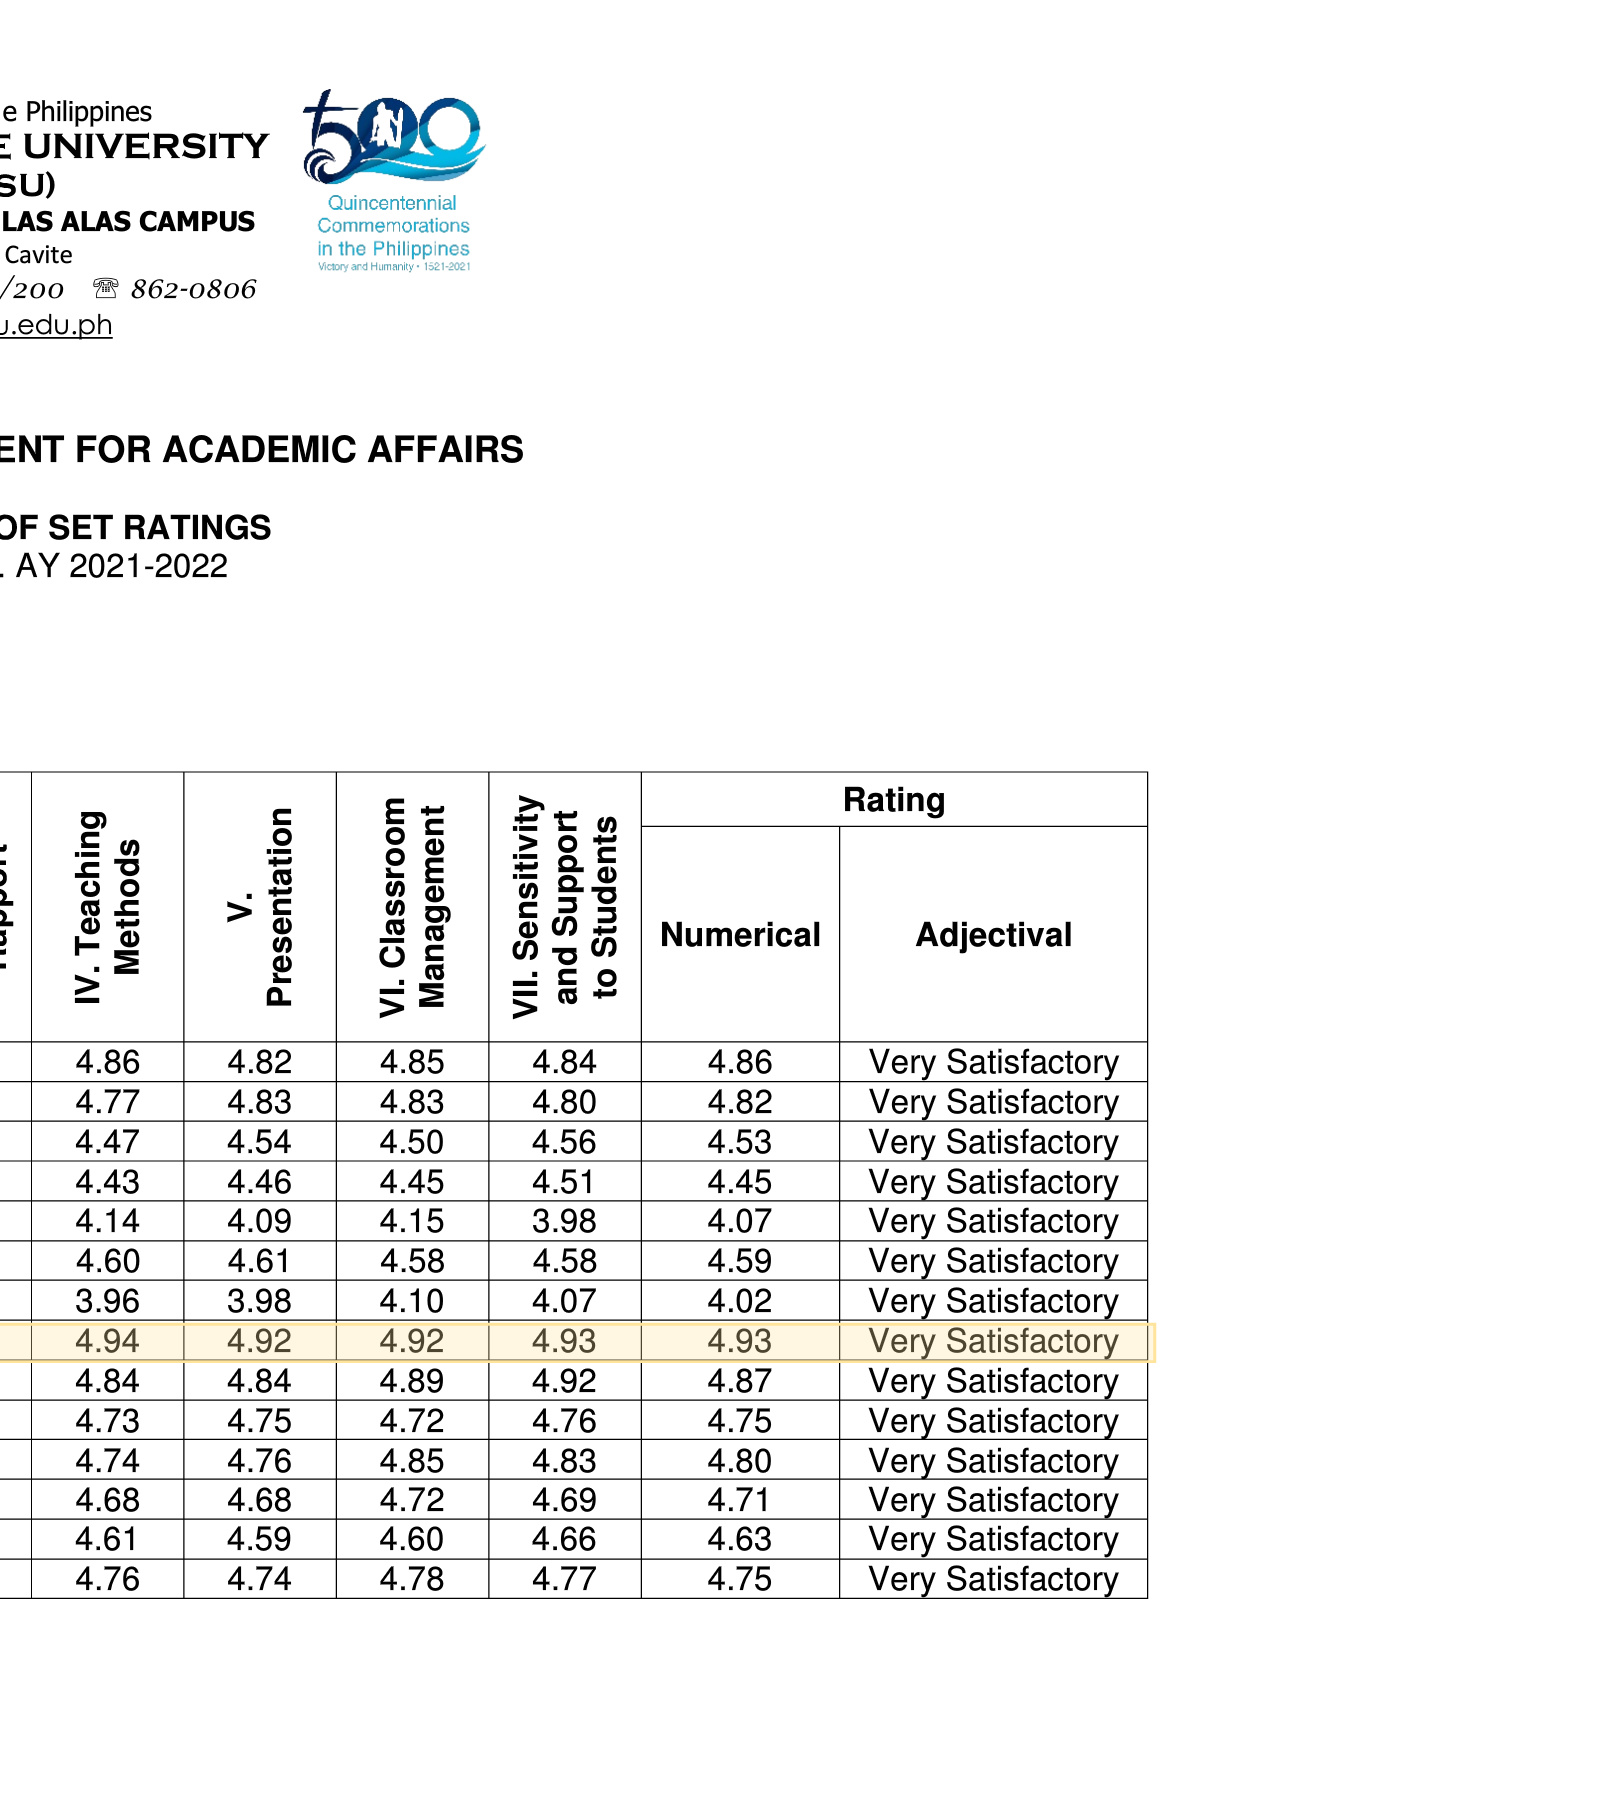 e Philippines
E UNIVERSITY
SU)
LAS ALAS CAMPUS
Cavite
/200 ☏ 862-0806
u.edu.ph
500
Quincentennial
Commemorations
in the Philippines
Victory and Humanity • 1521-2021
ENT FOR ACADEMIC AFFAIRS
OF SET RATINGS
. AY 2021-2022
Rapport
IV. Teaching
Methods
V.
Presentation
VI. Classroom
Management
VII. Sensitivity
and Support
to Students
Rating
Numerical
Adjectival
4.86 4.82 4.85 4.84 4.86 Very Satisfactory
4.77 4.83 4.83 4.80 4.82 Very Satisfactory
4.47 4.54 4.50 4.56 4.53 Very Satisfactory
4.43 4.46 4.45 4.51 4.45 Very Satisfactory
4.14 4.09 4.15 3.98 4.07 Very Satisfactory
4.60 4.61 4.58 4.58 4.59 Very Satisfactory
3.96 3.98 4.10 4.07 4.02 Very Satisfactory
4.94 4.92 4.92 4.93 4.93 Very Satisfactory
4.84 4.84 4.89 4.92 4.87 Very Satisfactory
4.73 4.75 4.72 4.76 4.75 Very Satisfactory
4.74 4.76 4.85 4.83 4.80 Very Satisfactory
4.68 4.68 4.72 4.69 4.71 Very Satisfactory
4.61 4.59 4.60 4.66 4.63 Very Satisfactory
4.76 4.74 4.78 4.77 4.75 Very Satisfactory